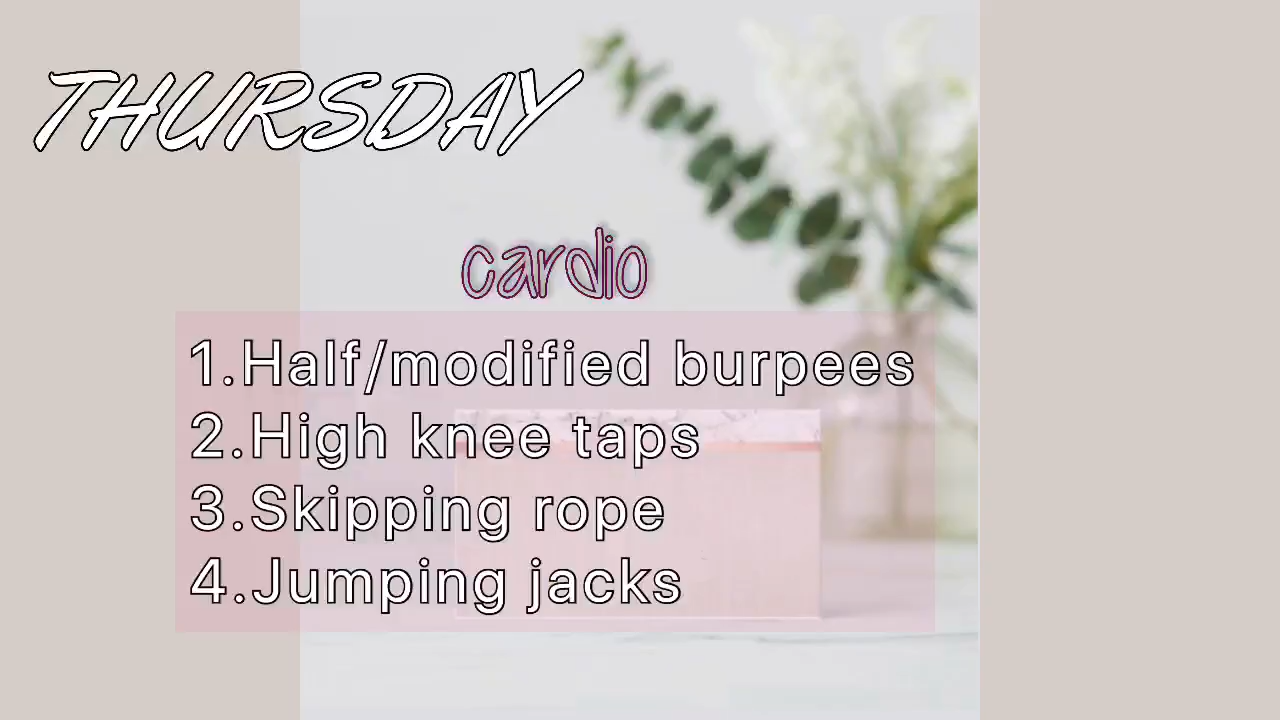 THURSDAY
cardio
1.Half/modified burpees
2.High knee taps
3.Skipping rope
4.Jumping jacks